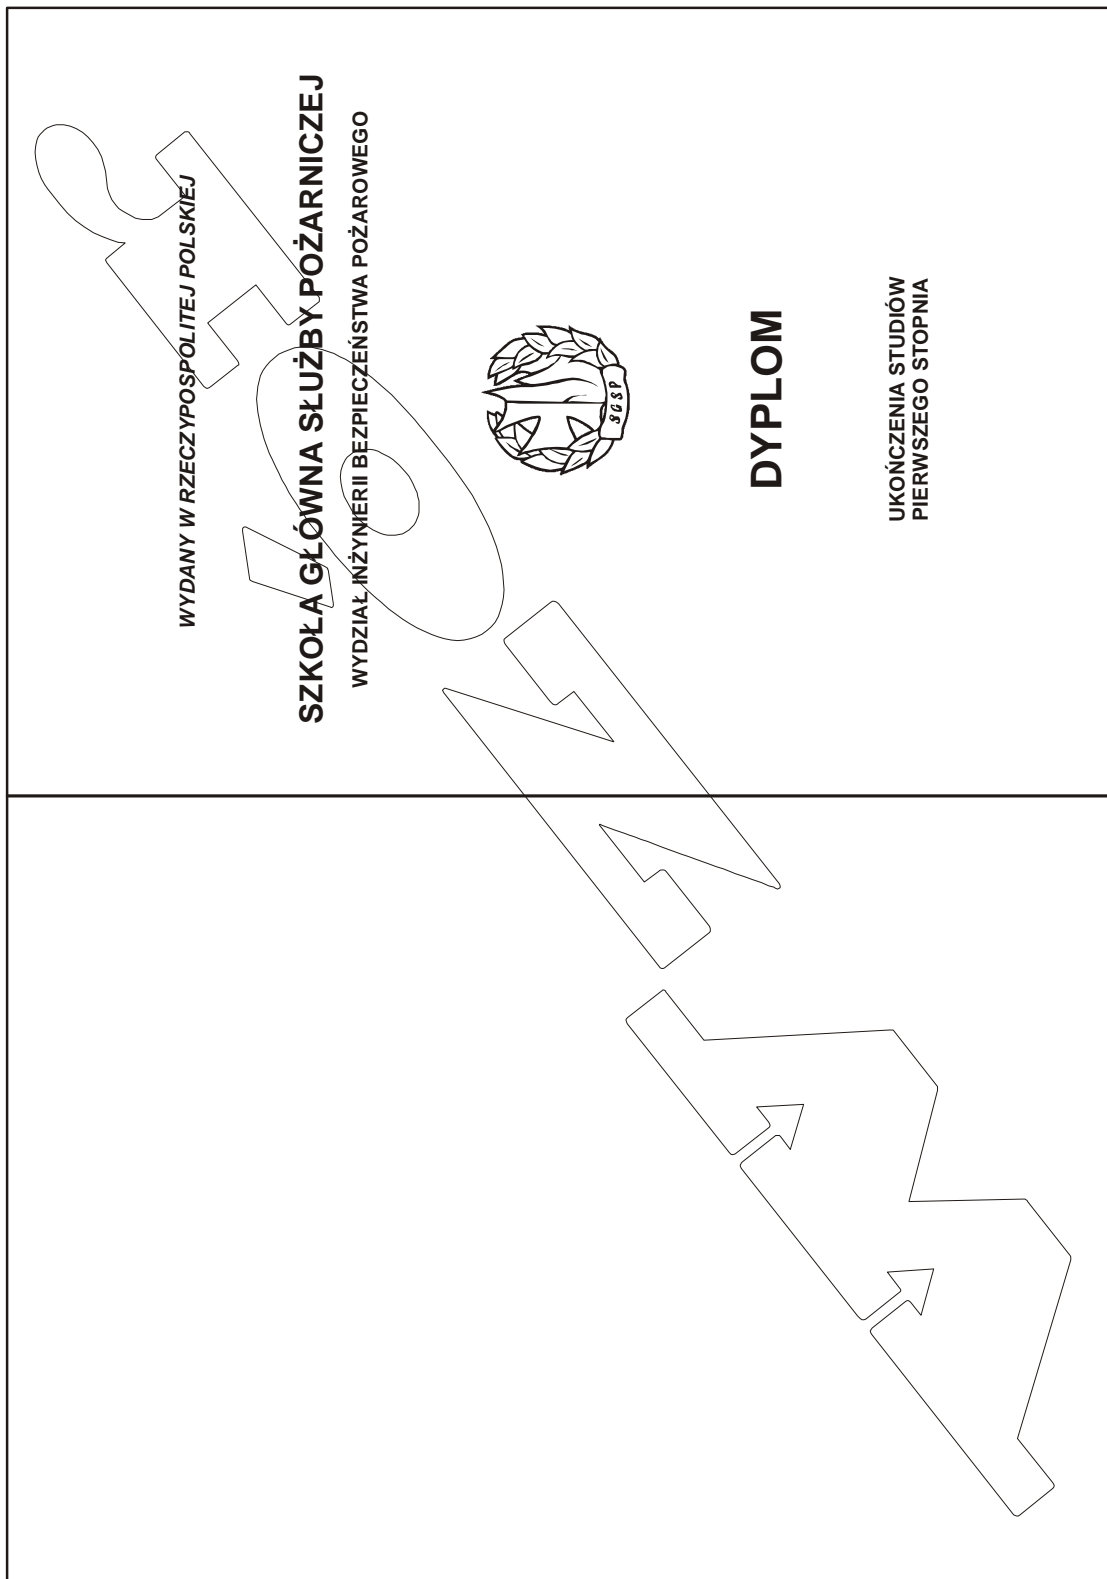 WYDANY W RZECZYPOSPOLITEJ POLSKIEJ
SZKOŁA GŁÓWNA SŁUŻBY POŻARNICZEJ
WYDZIAŁ INŻYNIERII BEZPIECZEŃSTWA POŻAROWEGO
SGSP
DYPLOM
UKOŃCZENIA STUDIÓW
PIERWSZEGO STOPNIA
WZÓR